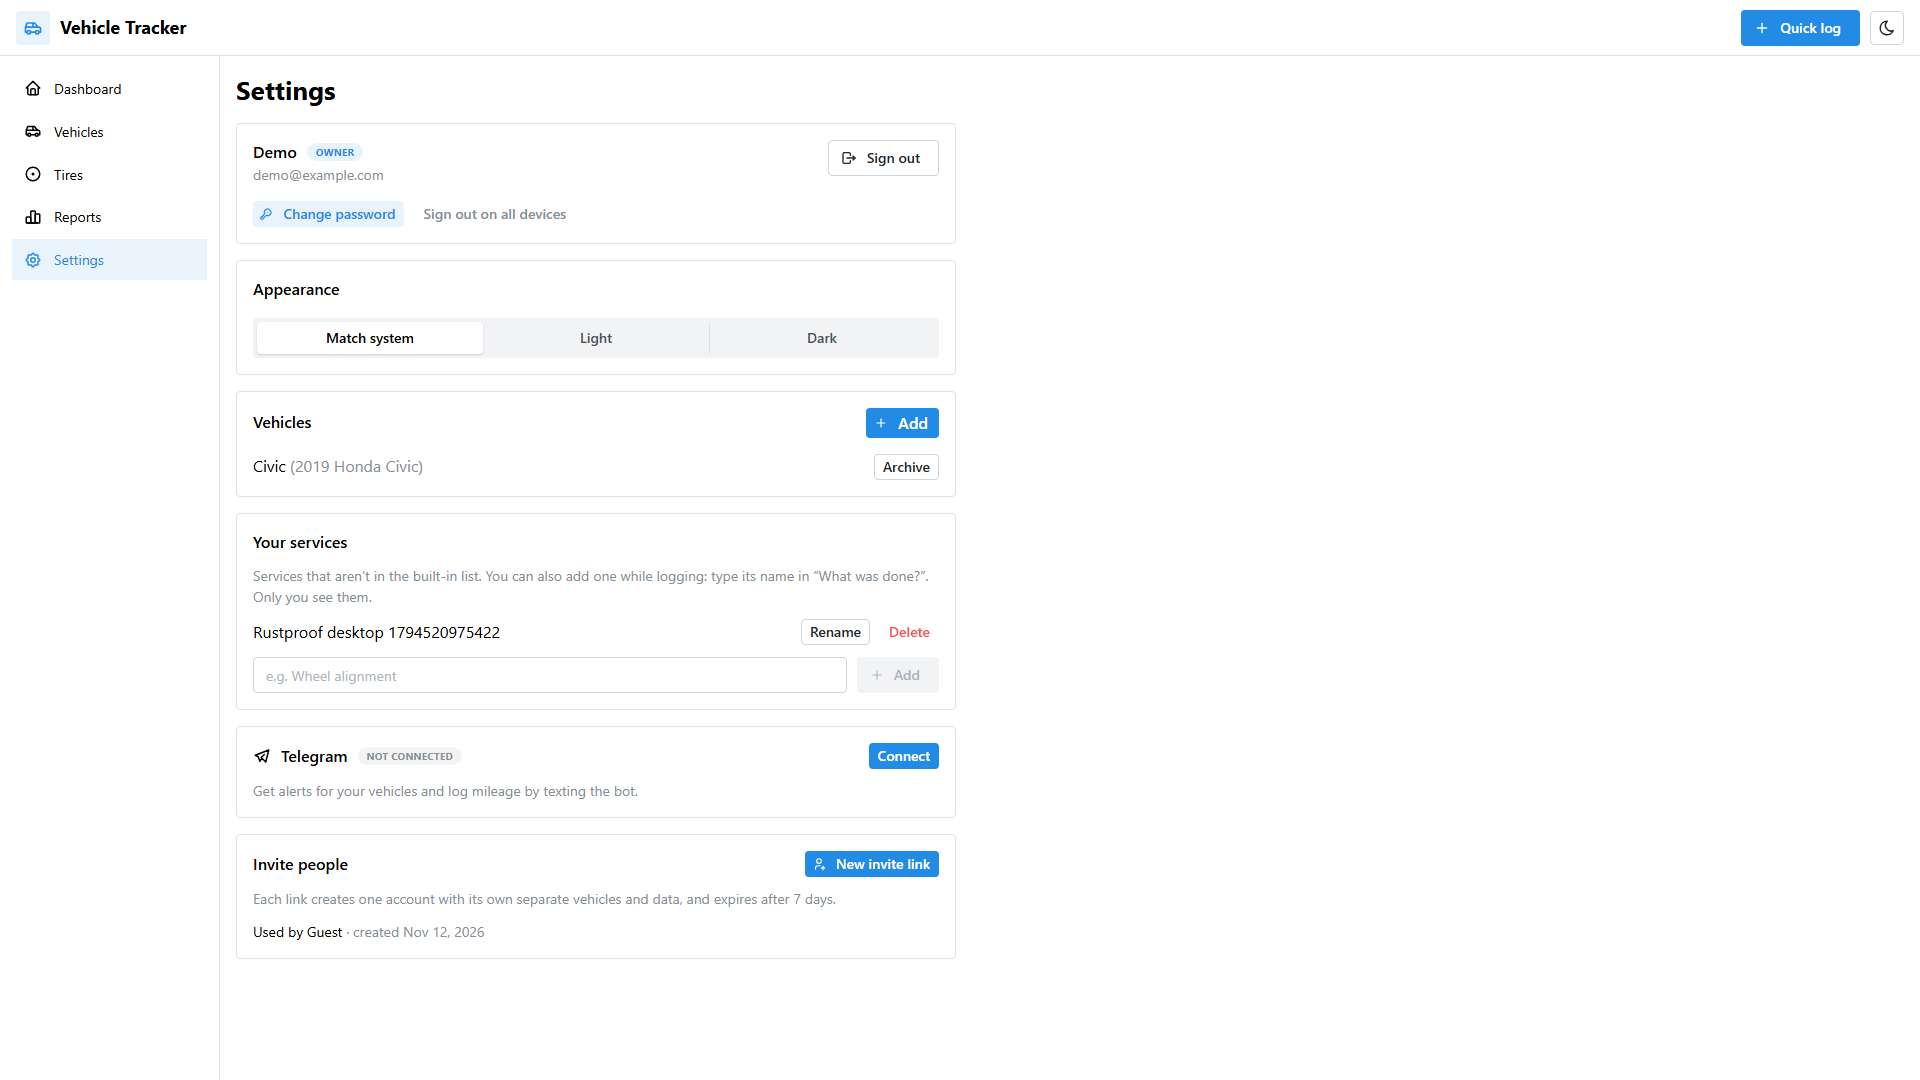 Vehicle Tracker
Quick log
Dashboard
Vehicles
Tires
Reports
Settings
Settings
Demo OWNER
demo@example.com
Sign out
Change password
Sign out on all devices
Appearance
Match system
Light
Dark
Vehicles
Add
Civic (2019 Honda Civic)
Archive
Your services
Services that aren't in the built-in list. You can also add one while logging: type its name in “What was done?”.
Only you see them.
Rustproof desktop 1794520975422
Rename
Delete
e.g. Wheel alignment
Add
Telegram NOT CONNECTED
Connect
Get alerts for your vehicles and log mileage by texting the bot.
Invite people
New invite link
Each link creates one account with its own separate vehicles and data, and expires after 7 days.
Used by Guest · created Nov 12, 2026